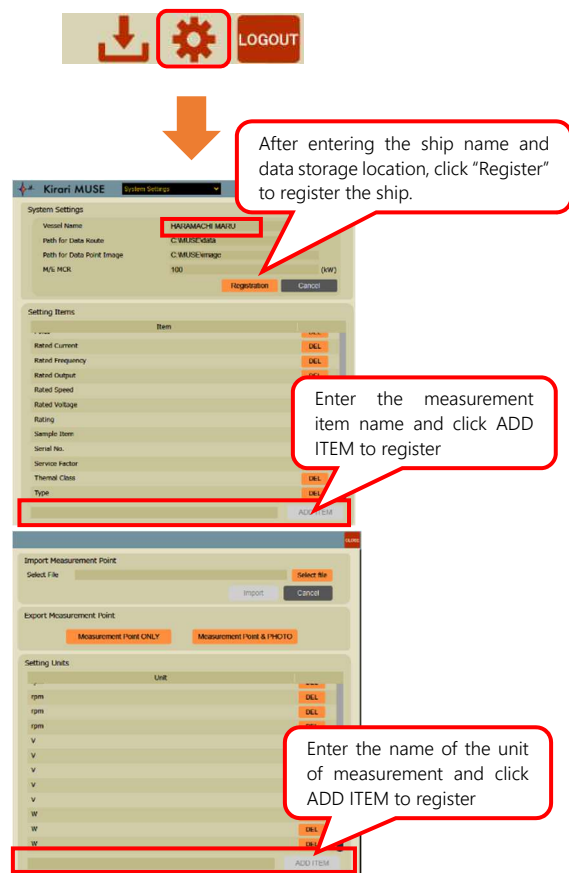 LOGOUT
After entering the ship name and
data storage location, click “Register”
to register the ship.
Kirari MUSE System Settings
System Settings
Vessel Name HARAMACHI MARU
Path for Data Route C:\MUSE\data
Path for Data Point Image C:\MUSE\image
M/E MCR 100 (kW)
Registration Cancel
Setting Items
Item
Rated Current DEL
Rated Frequency DEL
Rated Output
Rated Speed
Rated Voltage
Rating
Sample Item
Serial No.
Service Factor
Themal Class DEL
Type DEL
ADD ITEM
Enter the measurement
item name and click ADD
ITEM to register
CLOSE
Import Measurement Point
Select File Select file
Import Cancel
Export Measurement Point
Measurement Point ONLY Measurement Point & PHOTO
Setting Units
Unit
rpm DEL
rpm DEL
rpm DEL
V
V
V
V
V
W
W DEL
W DEL
ADD ITEM
Enter the name of the unit
of measurement and click
ADD ITEM to register